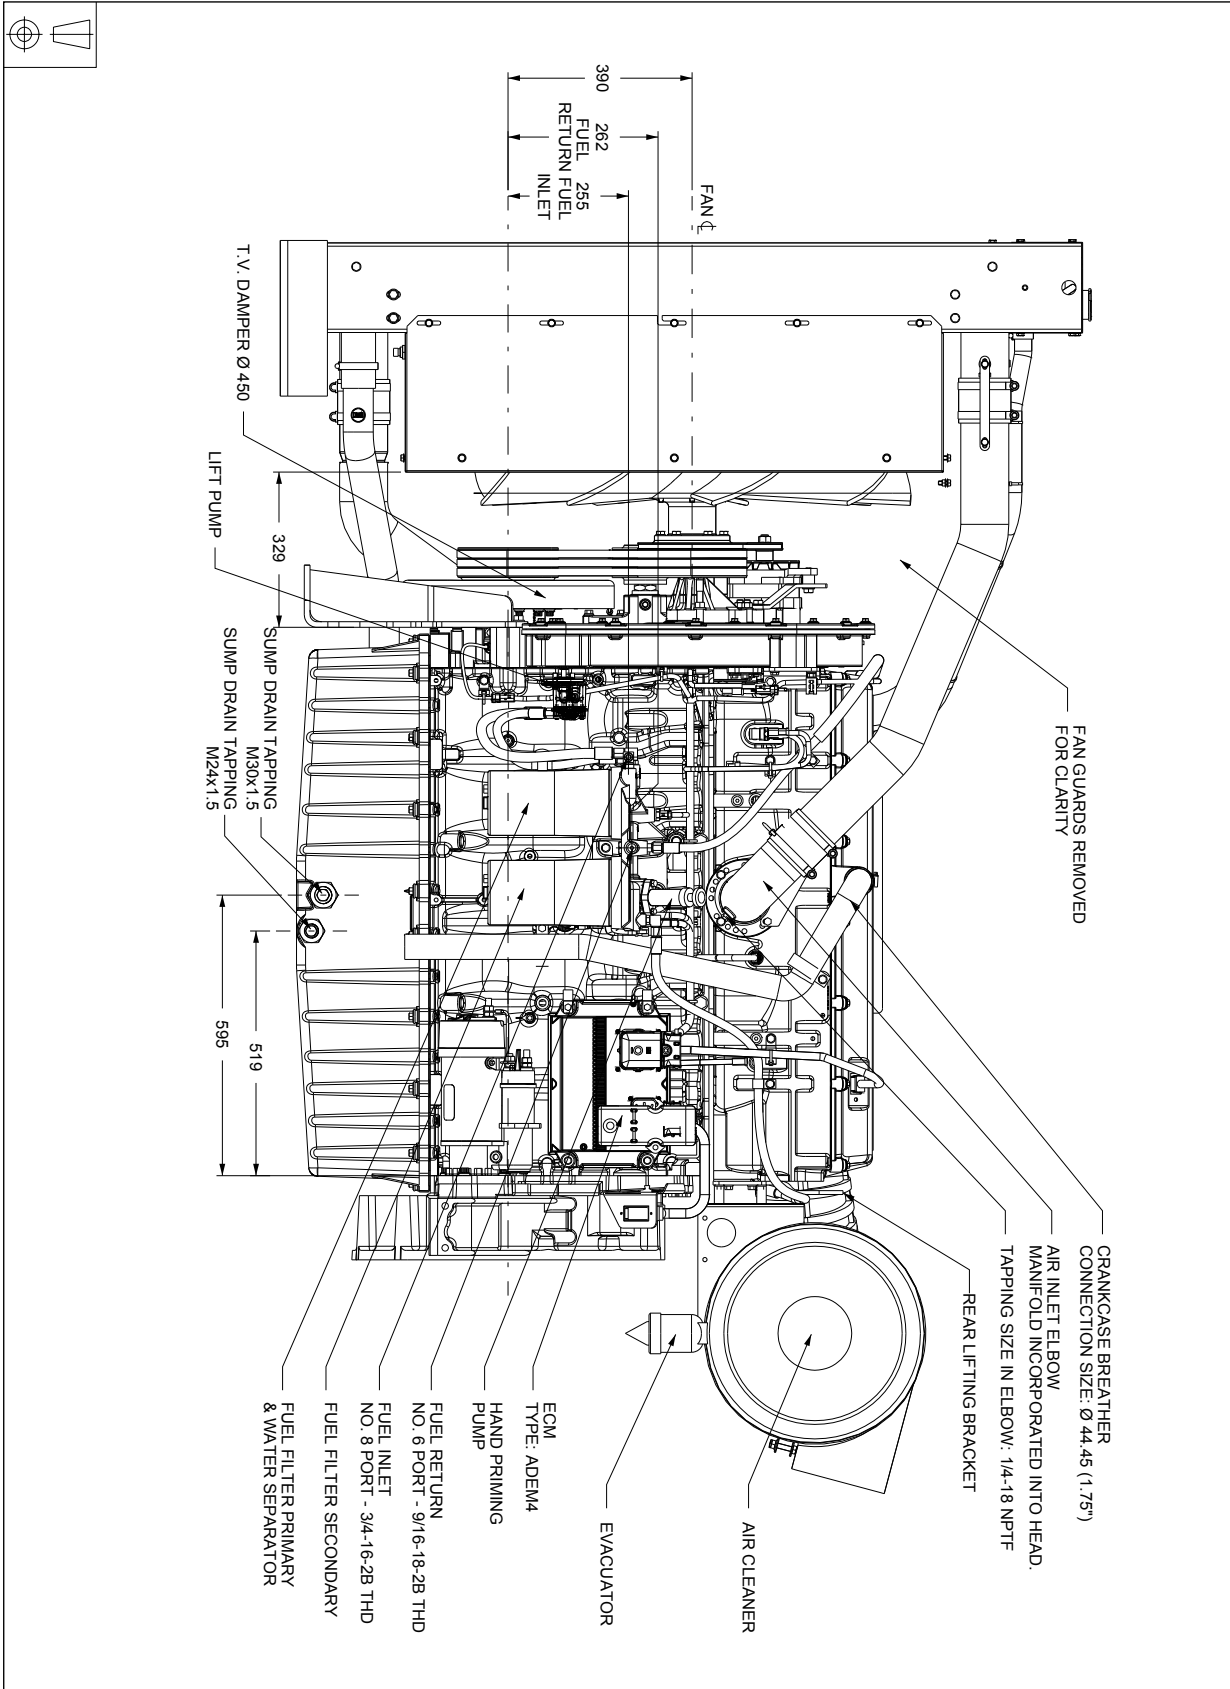 390
262
FUEL
RETURN
255
FUEL
INLET
FAN ℄
T.V. DAMPER Ø 450
LIFT PUMP
329
SUMP DRAIN TAPPING
M30x1.5
SUMP DRAIN TAPPING
M24x1.5
595
519
FAN GUARDS REMOVED
FOR CLARITY
CRANKCASE BREATHER
CONNECTION SIZE: Ø 44.45 (1.75")
AIR INLET ELBOW
MANIFOLD INCORPORATED INTO HEAD.
TAPPING SIZE IN ELBOW: 1/4-18 NPTF
REAR LIFTING BRACKET
AIR CLEANER
EVACUATOR
ECM
TYPE: ADEM4
HAND PRIMING
PUMP
FUEL RETURN
NO. 6 PORT - 9/16-18-2B THD
FUEL INLET
NO. 8 PORT - 3/4-16-2B THD
FUEL FILTER SECONDARY
FUEL FILTER PRIMARY
& WATER SEPARATOR